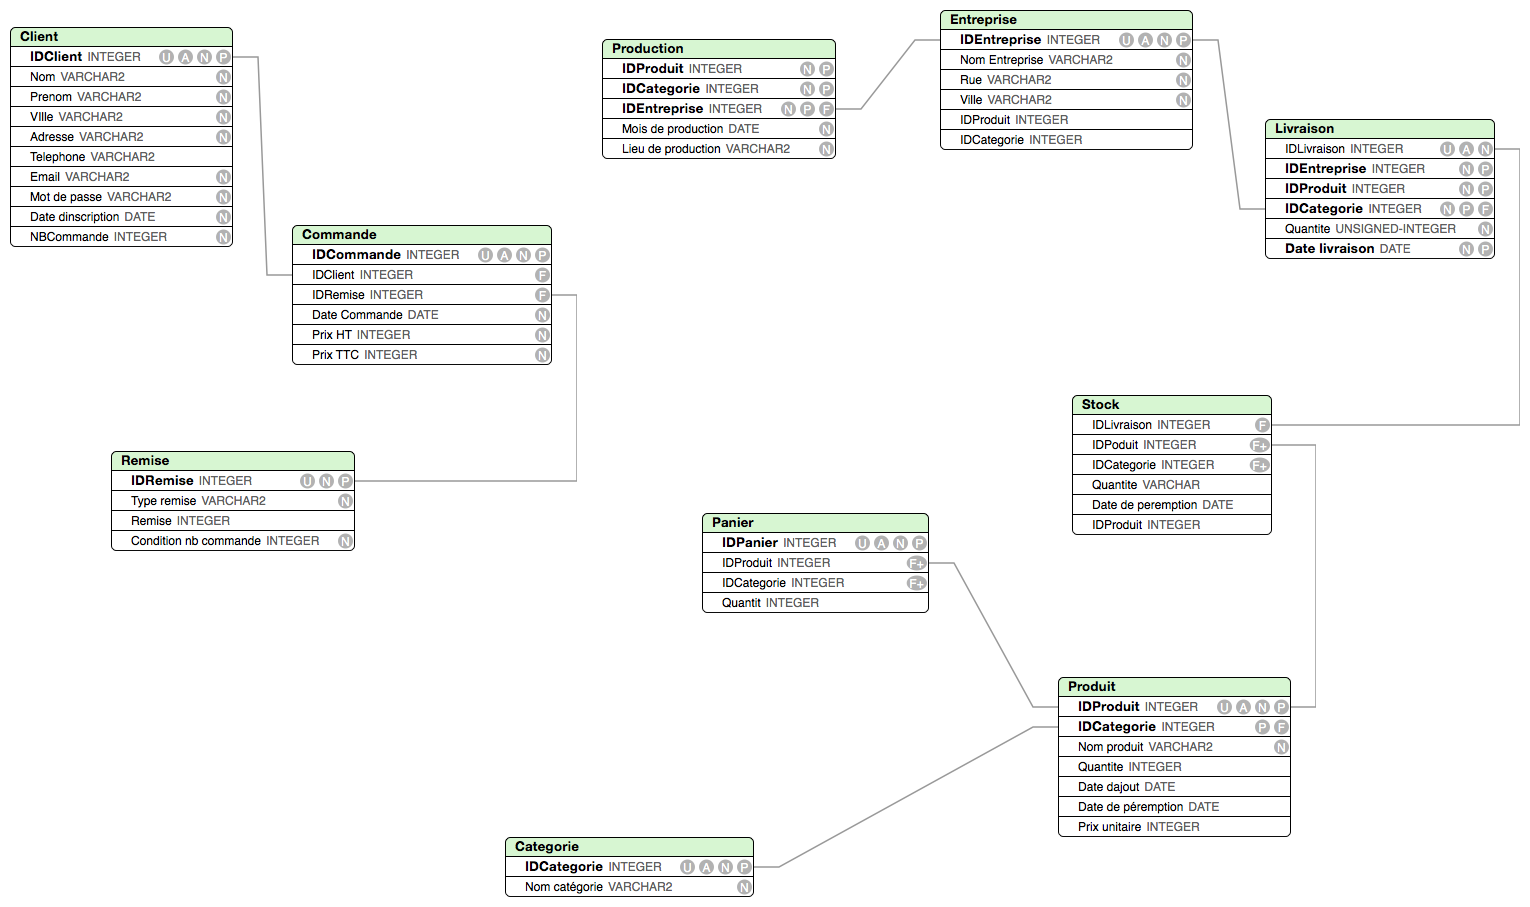 Client
IDClient INTEGER U A N P
Nom VARCHAR2 N
Prenom VARCHAR2 N
VIlle VARCHAR2 N
Adresse VARCHAR2 N
Telephone VARCHAR2
Email VARCHAR2 N
Mot de passe VARCHAR2 N
Date dinscription DATE N
NBCommande INTEGER N
Commande
IDCommande INTEGER U A N P
IDClient INTEGER F
IDRemise INTEGER F
Date Commande DATE N
Prix HT INTEGER N
Prix TTC INTEGER N
Remise
IDRemise INTEGER U N P
Type remise VARCHAR2 N
Remise INTEGER
Condition nb commande INTEGER N
Production
IDProduit INTEGER N P
IDCategorie INTEGER N P
IDEntreprise INTEGER N P F
Mois de production DATE N
Lieu de production VARCHAR2 N
Entreprise
IDEntreprise INTEGER U A N P
Nom Entreprise VARCHAR2 N
Rue VARCHAR2 N
Ville VARCHAR2 N
IDProduit INTEGER
IDCategorie INTEGER
Livraison
IDLivraison INTEGER U A N
IDEntreprise INTEGER N P
IDProduit INTEGER N P
IDCategorie INTEGER N P F
Quantite UNSIGNED-INTEGER N
Date livraison DATE N P
Stock
IDLivraison INTEGER F
IDPoduit INTEGER F+
IDCategorie INTEGER F+
Quantite VARCHAR
Date de peremption DATE
IDProduit INTEGER
Panier
IDPanier INTEGER U A N P
IDProduit INTEGER F+
IDCategorie INTEGER F+
Quantit INTEGER
Produit
IDProduit INTEGER U A N P
IDCategorie INTEGER P F
Nom produit VARCHAR2 N
Quantite INTEGER
Date dajout DATE
Date de péremption DATE
Prix unitaire INTEGER
Categorie
IDCategorie INTEGER U A N P
Nom catégorie VARCHAR2 N